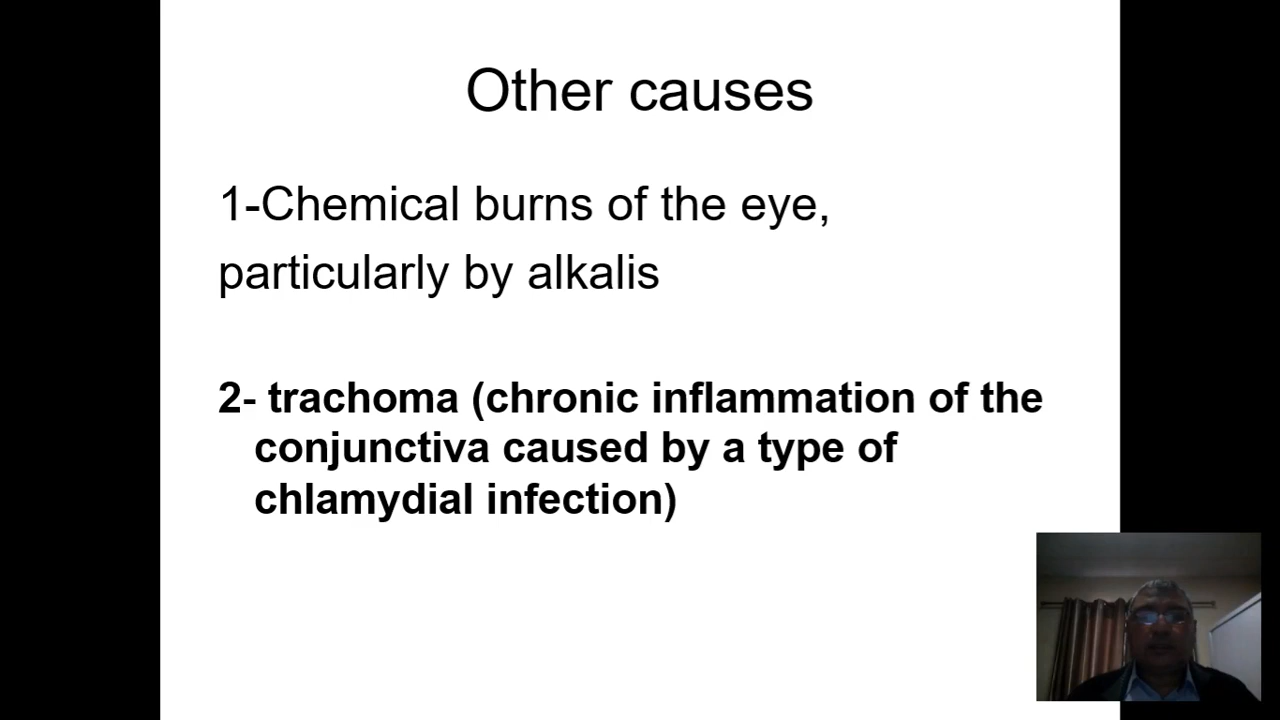 Other causes
1-Chemical burns of the eye,
particularly by alkalis
2- trachoma (chronic inflammation of the
conjunctiva caused by a type of
chlamydial infection)